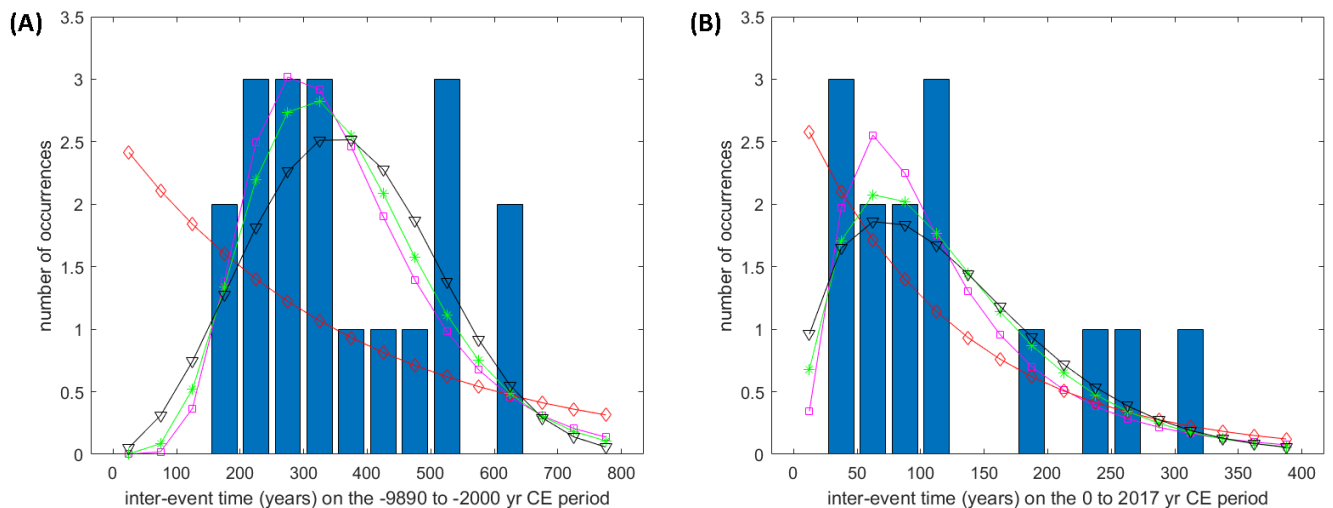 (A)
3.5
3
2.5
2
1.5
1
0.5
0
number of occurrences
0 100 200 300 400 500 600 700 800
inter-event time (years) on the -9890 to -2000 yr CE period
(B)
3.5
3
2.5
2
1.5
1
0.5
0
number of occurrences
0 50 100 150 200 250 300 350 400
inter-event time (years) on the 0 to 2017 yr CE period